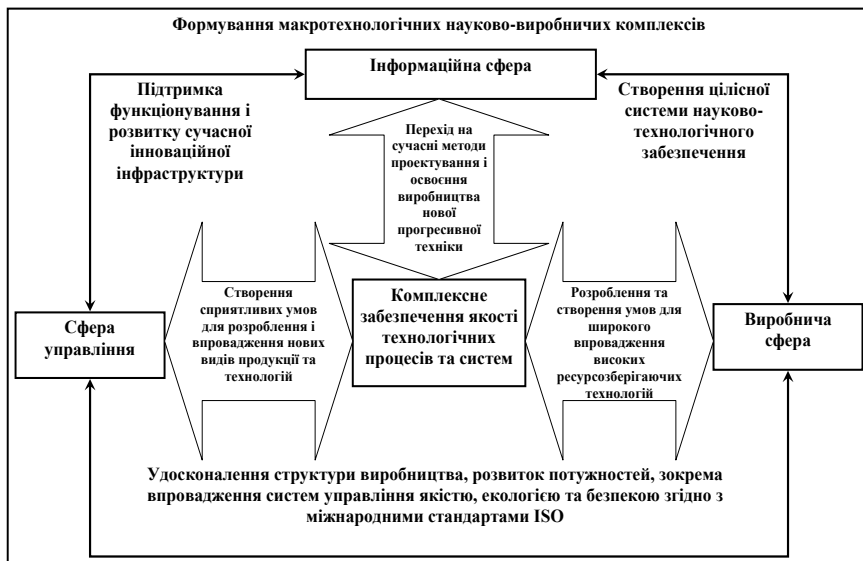 Формування макротехнологічних науково-виробничих комплексів
Інформаційна сфера
Підтримка
функціонування і
розвитку сучасної
інноваційної
інфраструктури
Створення цілісної
системи науково-
технологічного
забезпечення
Перехід на
сучасні методи
проектування і
освоєння
виробництва
нової
прогресивної
техніки
Сфера
управління
Створення
сприятливих умов
для розроблення і
впровадження нових
видів продукції та
технологій
Комплексне
забезпечення якості
технологічних
процесів та систем
Розроблення та
створення умов для
широкого
впровадження
високих
ресурсозберігаючих
технологій
Виробнича
сфера
Удосконалення структури виробництва, розвиток потужностей, зокрема
впровадження систем управління якістю, екологією та безпекою згідно з
міжнародними стандартами ISO